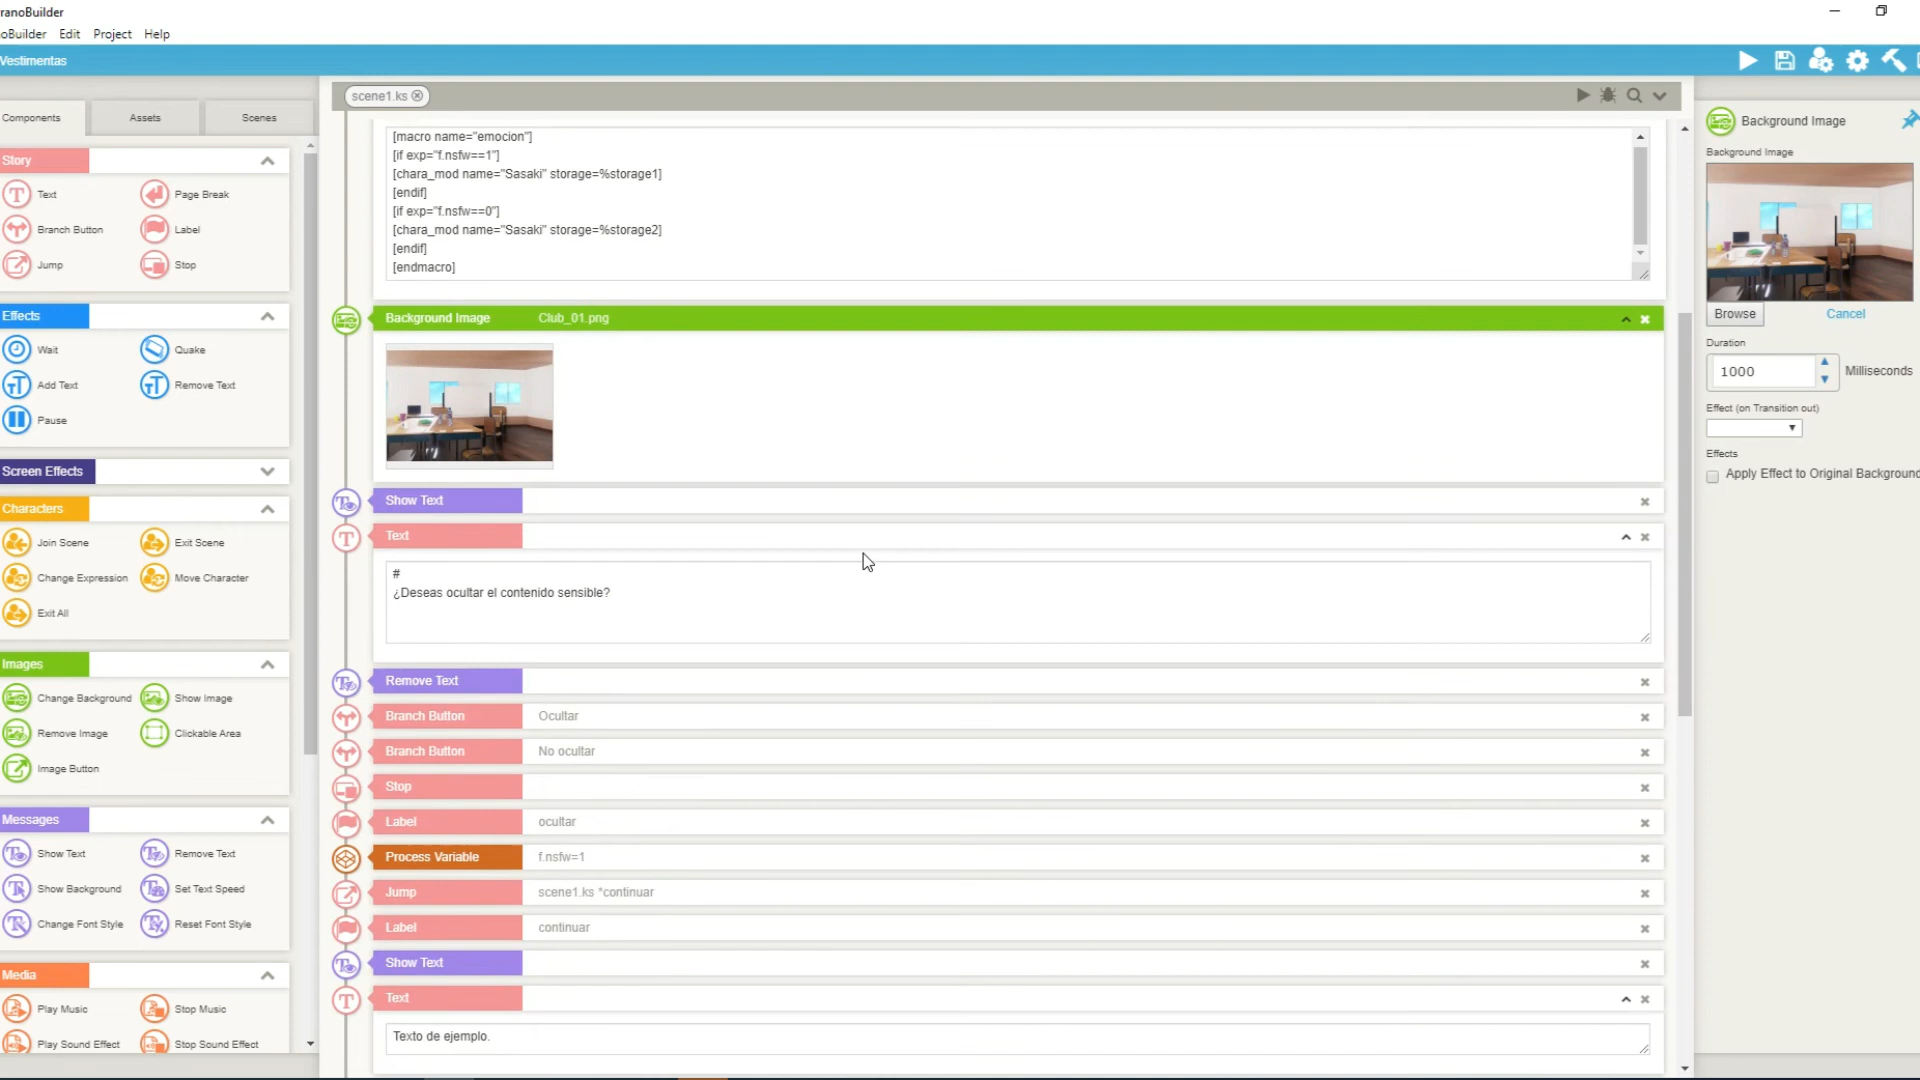 ranoBuilder
oBuilder Edit Project Help
Vestimentas
Components Assets Scenes
Story
Text Page Break
Branch Button Label
Jump Stop
Effects
Wait Quake
Add Text Remove Text
Pause
Screen Effects
Characters
Join Scene Exit Scene
Change Expression Move Character
Exit All
Images
Change Background Show Image
Remove Image Clickable Area
Image Button
Messages
Show Text Remove Text
Show Background Set Text Speed
Change Font Style Reset Font Style
Media
Play Music Stop Music
Play Sound Effect Stop Sound Effect
scene1.ks
[macro name="emocion"]
[if exp="f.nsfw==1"]
[chara_mod name="Sasaki" storage=%storage1]
[endif]
[if exp="f.nsfw==0"]
[chara_mod name="Sasaki" storage=%storage2]
[endif]
[endmacro]
Background Image Club_01.png
Show Text
Text
#
¿Deseas ocultar el contenido sensible?
Remove Text
Branch Button Ocultar
Branch Button No ocultar
Stop
Label ocultar
Process Variable f.nsfw=1
Jump scene1.ks *continuar
Label continuar
Show Text
Text
Texto de ejemplo.
Background Image
Background Image
Browse Cancel
Duration
1000 Milliseconds
Effect (on Transition out)
Effects
Apply Effect to Original Background